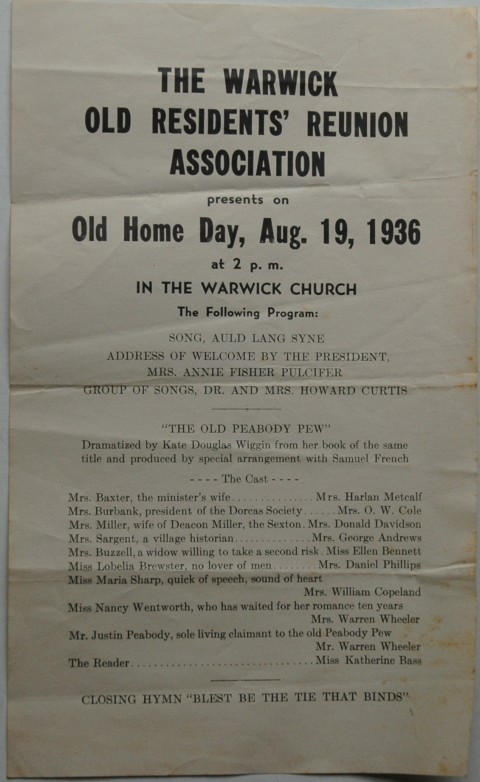 THE WARWICK
OLD RESIDENTS' REUNION
ASSOCIATION
presents on
Old Home Day, Aug. 19, 1936
at 2 p. m.
IN THE WARWICK CHURCH
The Following Program:
SONG, AULD LANG SYNE
ADDRESS OF WELCOME BY THE PRESIDENT,
MRS. ANNIE FISHER PULCIFER
GROUP OF SONGS, DR. AND MRS. HOWARD CURTIS
"THE OLD PEABODY PEW"
Dramatized by Kate Douglas Wiggin from her book of the same
title and produced by special arrangement with Samuel French
- - - - The Cast - - - -
Mrs. Baxter, the minister's wife..............Mrs. Harlan Metcalf
Mrs. Burbank, president of the Dorcas Society......Mrs. O. W. Cole
Mrs. Miller, wife of Deacon Miller, the Sexton.Mrs. Donald Davidson
Mrs. Sargent, a village historian.............Mrs. George Andrews
Mrs. Buzzell, a widow willing to take a second risk.Miss Ellen Bennett
Miss Lobelia Brewster, no lover of men........Mrs. Daniel Phillips
Miss Maria Sharp, quick of speech, sound of heart
Mrs. William Copeland
Miss Nancy Wentworth, who has waited for her romance ten years
Mrs. Warren Wheeler
Mr. Justin Peabody, sole living claimant to the old Peabody Pew
Mr. Warren Wheeler
The Reader...............................Miss Katherine Bass
CLOSING HYMN "BLEST BE THE TIE THAT BINDS"